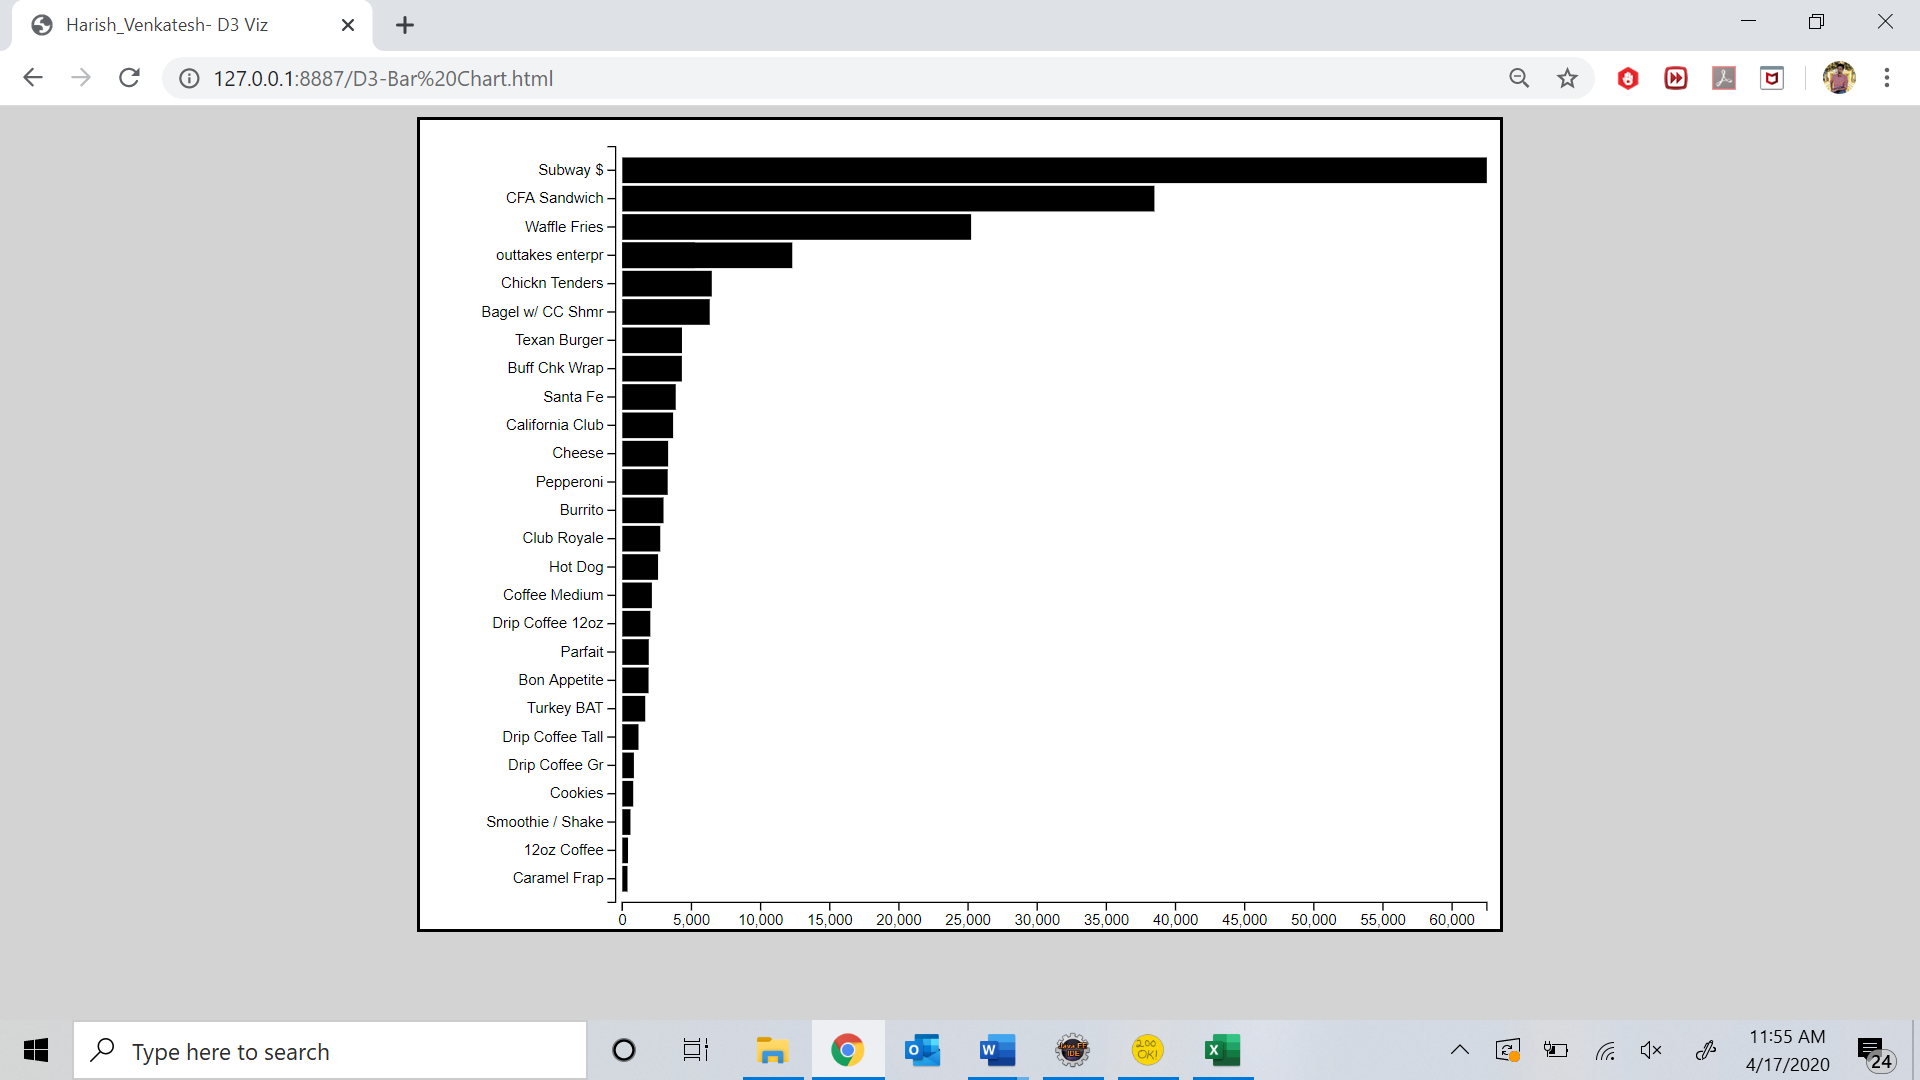 Harish_Venkatesh- D3 Viz
127.0.0.1:8887/D3-Bar%20Chart.html
Subway $
CFA Sandwich
Waffle Fries
outtakes enterpr
Chickn Tenders
Bagel w/ CC Shmr
Texan Burger
Buff Chk Wrap
Santa Fe
California Club
Cheese
Pepperoni
Burrito
Club Royale
Hot Dog
Coffee Medium
Drip Coffee 12oz
Parfait
Bon Appetite
Turkey BAT
Drip Coffee Tall
Drip Coffee Gr
Cookies
Smoothie / Shake
12oz Coffee
Caramel Frap
0 5,000 10,000 15,000 20,000 25,000 30,000 35,000 40,000 45,000 50,000 55,000 60,000
Type here to search
O
W
Java EE
IDE
200
OK!
X
11:55 AM
4/17/2020
24